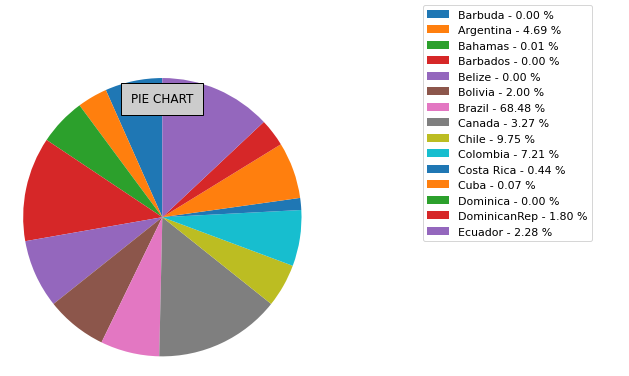 PIE CHART
Barbuda - 0.00 %
Argentina - 4.69 %
Bahamas - 0.01 %
Barbados - 0.00 %
Belize - 0.00 %
Bolivia - 2.00 %
Brazil - 68.48 %
Canada - 3.27 %
Chile - 9.75 %
Colombia - 7.21 %
Costa Rica - 0.44 %
Cuba - 0.07 %
Dominica - 0.00 %
DominicanRep - 1.80 %
Ecuador - 2.28 %